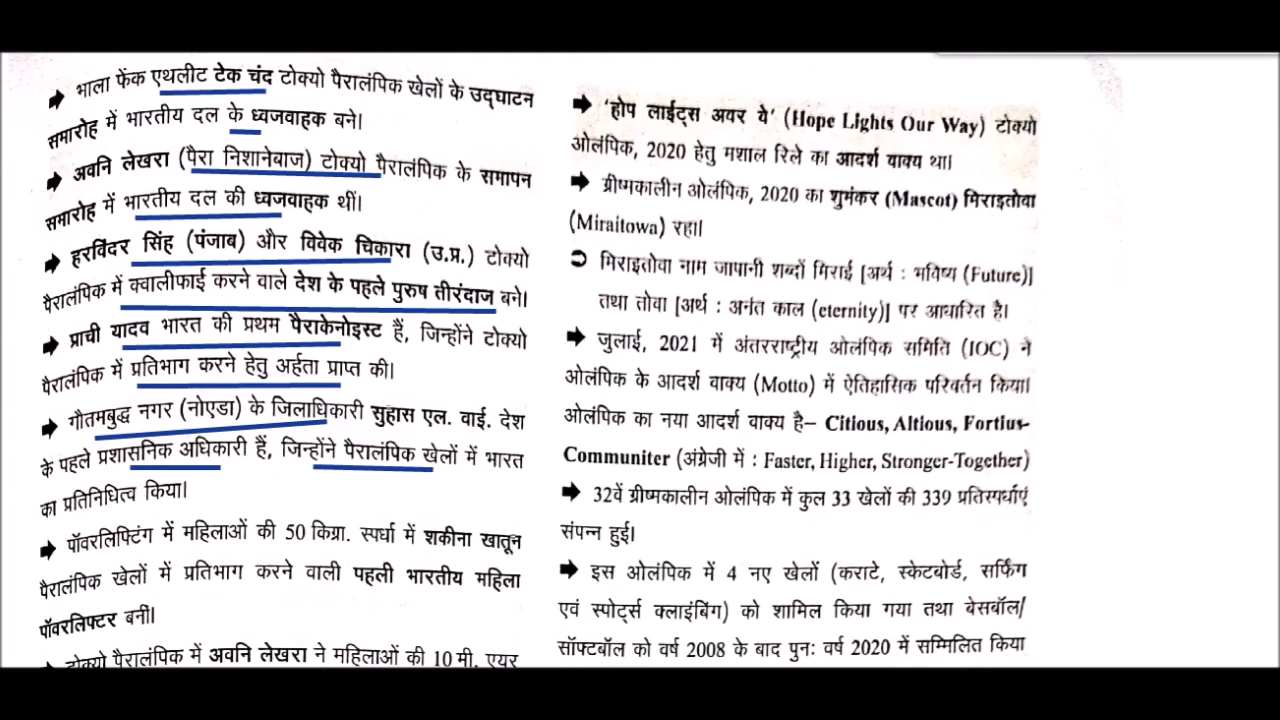 भाला फेंक एथलीट टेक चंद टोक्यो पैरालंपिक खेलों के उद्घाटन
समारोह में भारतीय दल के ध्वजवाहक बने।
अवनि लेखरा (पैरा निशानेबाज) टोक्यो पैरालंपिक के समापन
समारोह में भारतीय दल की ध्वजवाहक थीं।
हरविंदर सिंह (पंजाब) और विवेक चिकारा (उ.प्र.) टोक्यो
पैरालंपिक में क्वालीफाई करने वाले देश के पहले पुरुष तीरंदाज बने।
प्राची यादव भारत की प्रथम पैराकेनोइस्ट हैं, जिन्होंने टोक्यो
पैरालंपिक में प्रतिभाग करने हेतु अर्हता प्राप्त की।
गौतमबुद्ध नगर (नोएडा) के जिलाधिकारी सुहास एल. वाई. देश
के पहले प्रशासनिक अधिकारी हैं, जिन्होंने पैरालंपिक खेलों में भारत
का प्रतिनिधित्व किया।
पॉवरलिफ्टिंग में महिलाओं की 50 किग्रा. स्पर्धा में शकीना खातून
पैरालंपिक खेलों में प्रतिभाग करने वाली पहली भारतीय महिला
पॉवरलिफ्टर बनीं।
टोक्यो पैरालंपिक में अवनि लेखरा ने महिलाओं की 10 मी. एयर
'होप लाईट्स अवर वे' (Hope Lights Our Way) टोक्यो
ओलंपिक, 2020 हेतु मशाल रिले का आदर्श वाक्य था।
ग्रीष्मकालीन ओलंपिक, 2020 का शुभंकर (Mascot) मिराइतोवा
(Miraitowa) रहा।
मिराइतोवा नाम जापानी शब्दों मिराई [अर्थ : भविष्य (Future)]
तथा तोवा [अर्थ : अनंत काल (eternity)] पर आधारित है।
जुलाई, 2021 में अंतरराष्ट्रीय ओलंपिक समिति (IOC) ने
ओलंपिक के आदर्श वाक्य (Motto) में ऐतिहासिक परिवर्तन किया।
ओलंपिक का नया आदर्श वाक्य है– Citious, Altious, Fortius-
Communiter (अंग्रेजी में : Faster, Higher, Stronger-Together)
32वें ग्रीष्मकालीन ओलंपिक में कुल 33 खेलों की 339 प्रतिस्पर्धाएं
संपन्न हुई।
इस ओलंपिक में 4 नए खेलों (कराटे, स्केटबोर्ड, सर्फिंग
एवं स्पोर्ट्स क्लाइंबिंग) को शामिल किया गया तथा बेसबॉल/
सॉफ्टबॉल को वर्ष 2008 के बाद पुनः वर्ष 2020 में सम्मिलित किया